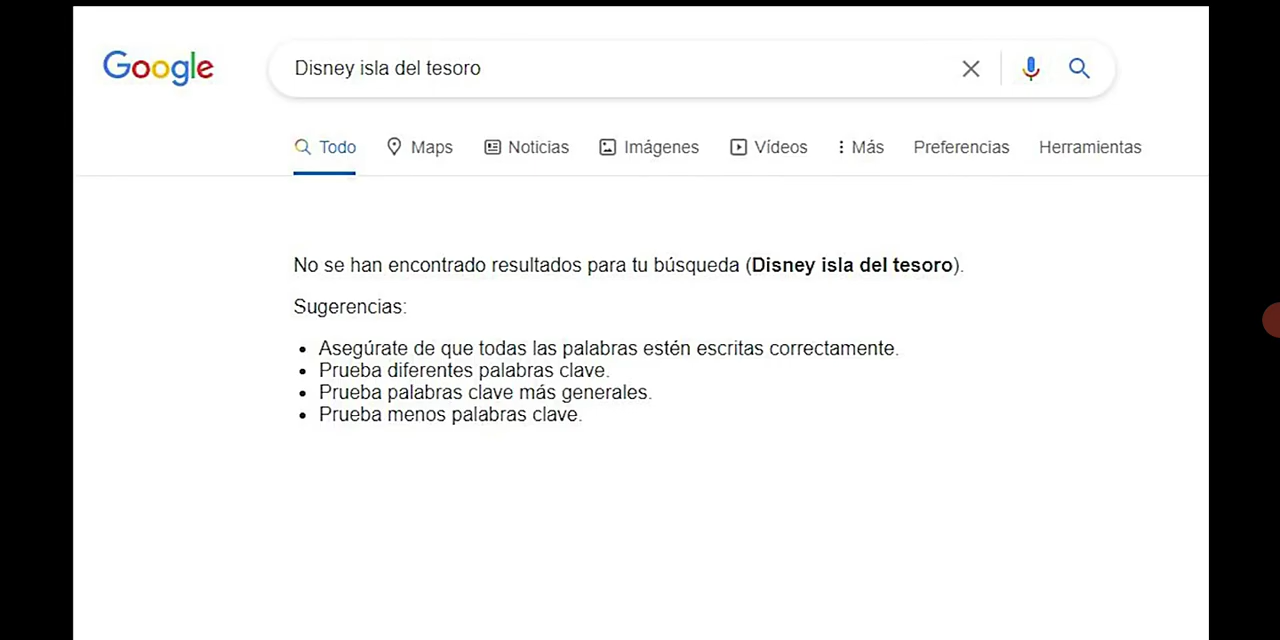 Google
Disney isla del tesoro
Todo Maps Noticias Imágenes Vídeos Más Preferencias Herramientas
No se han encontrado resultados para tu búsqueda (Disney isla del tesoro).
Sugerencias:
Asegúrate de que todas las palabras estén escritas correctamente.
Prueba diferentes palabras clave.
Prueba palabras clave más generales.
Prueba menos palabras clave.